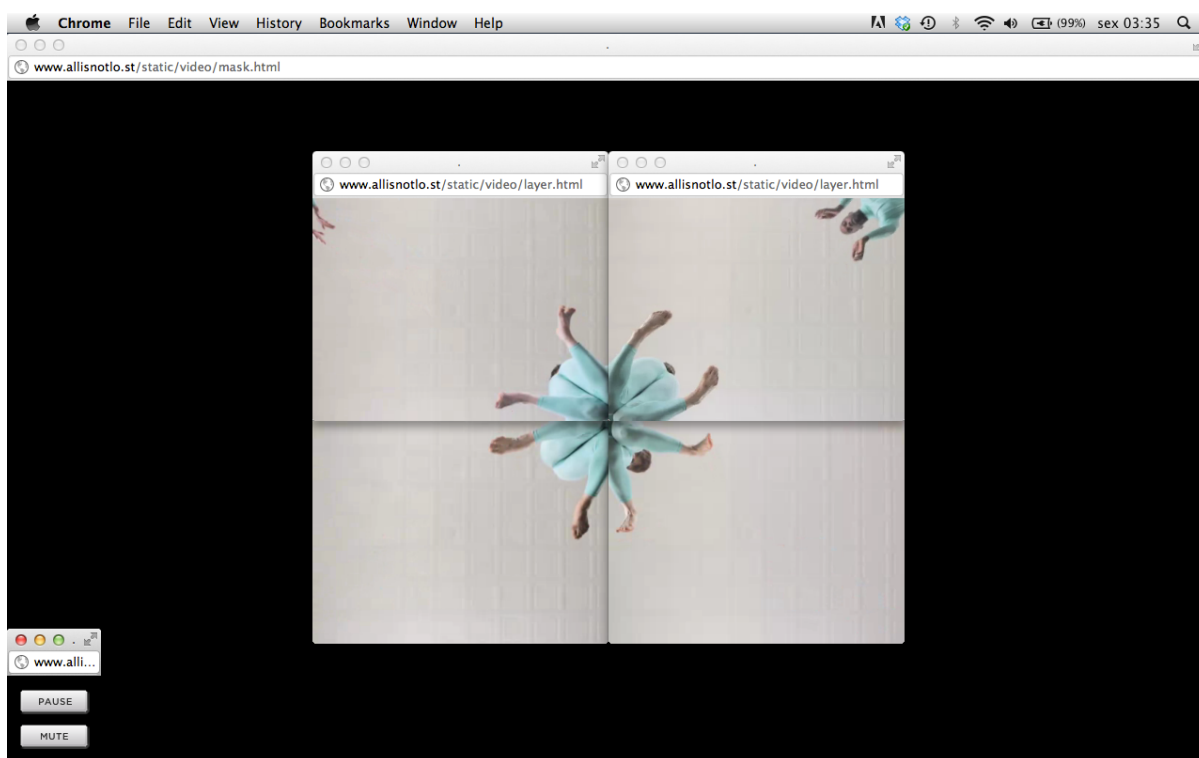 Chrome File Edit View History Bookmarks Window Help (99%) sex 03:35
.
www.allisnotlo.st/static/video/mask.html
. .
www.allisnotlo.st/static/video/layer.html www.allisnotlo.st/static/video/layer.html
.
www.alli...
PAUSE
MUTE